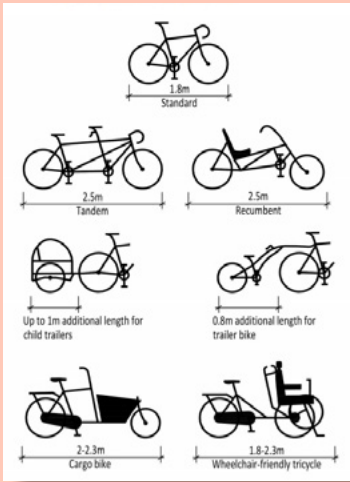 1.8m
Standard
2.5m
Tandem
2.5m
Recumbent
Up to 1m additional length for
child trailers
0.8m additional length for
trailer bike
2-2.3m
Cargo bike
1.8-2.3m
Wheelchair-friendly tricycle